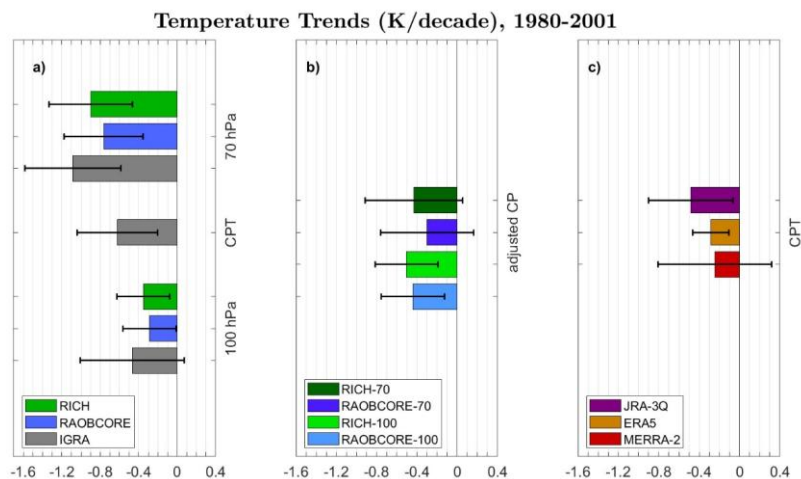 Temperature Trends (K/decade), 1980-2001
a)
70 hPa
CPT
100 hPa
RICH
RAOBCORE
IGRA
-1.6 -1.2 -0.8 -0.4 0 0.4
b)
adjusted CP
RICH-70
RAOBCORE-70
RICH-100
RAOBCORE-100
-1.6 -1.2 -0.8 -0.4 0 0.4
c)
CPT
JRA-3Q
ERA5
MERRA-2
-1.6 -1.2 -0.8 -0.4 0 0.4